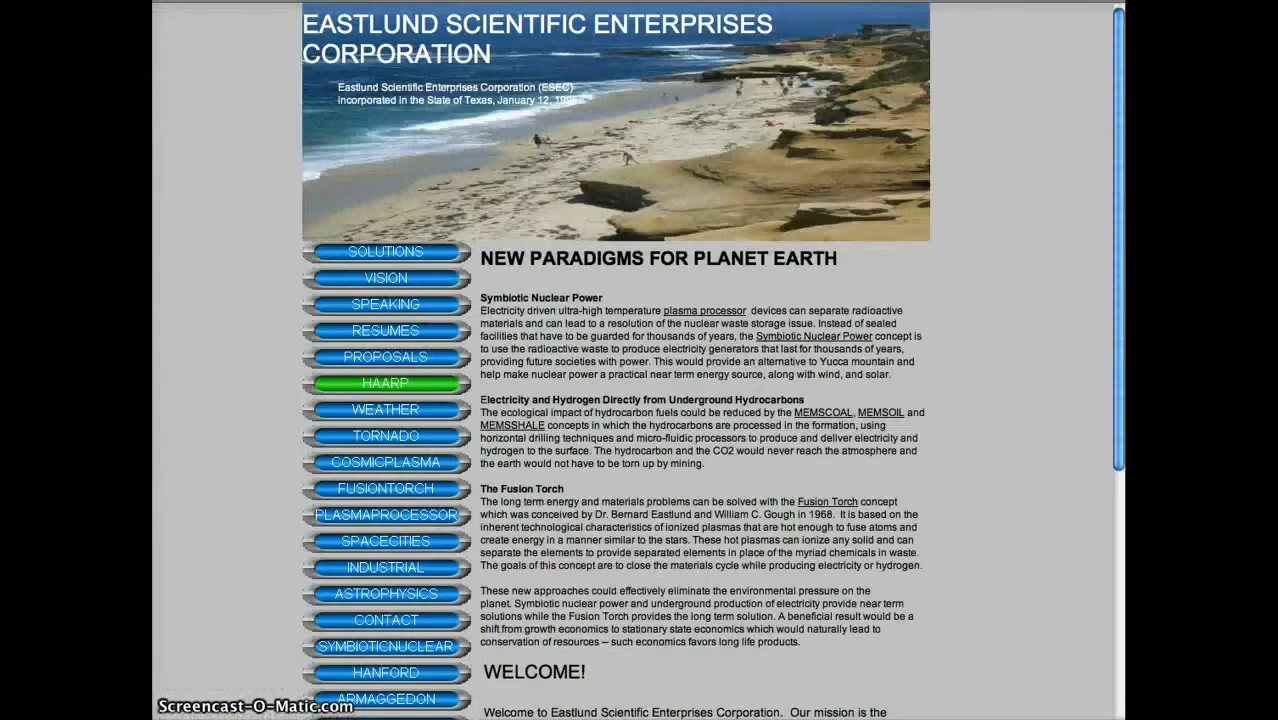 EASTLUND SCIENTIFIC ENTERPRISES
CORPORATION
Eastlund Scientific Enterprises Corporation (ESEC)
Incorporated in the State of Texas, January 12,
SOLUTIONS
VISION
SPEAKING
RESUMES
PROPOSALS
HAARP
WEATHER
TORNADO
COSMICPLASMA
FUSIONTORCH
PLASMAPROCESSOR
SPACECITIES
INDUSTRIAL
ASTROPHYSICS
CONTACT
SYMBIOTICNUCLEAR
HANFORD
ARMAGGEDON
NEW PARADIGMS FOR PLANET EARTH
Symbiotic Nuclear Power
Electricity driven ultra-high temperature plasma processor devices can separate radioactive
materials and can lead to a resolution of the nuclear waste storage issue. Instead of sealed
facilities that have to be guarded for thousands of years, the Symbiotic Nuclear Power concept is
to use the radioactive waste to produce electricity generators that last for thousands of years,
providing future societies with power. This would provide an alternative to Yucca mountain and
help make nuclear power a practical near term energy source, along with wind, and solar.
Electricity and Hydrogen Directly from Underground Hydrocarbons
The ecological impact of hydrocarbon fuels could be reduced by the MEMSCOAL, MEMSOIL and
MEMSSHALE concepts in which the hydrocarbons are processed in the formation, using
horizontal drilling techniques and micro-fluidic processors to produce and deliver electricity and
hydrogen to the surface. The hydrocarbon and the CO2 would never reach the atmosphere and
the earth would not have to be torn up by mining.
The Fusion Torch
The long term energy and materials problems can be solved with the Fusion Torch concept
which was conceived by Dr. Bernard Eastlund and William C. Gough in 1968. It is based on the
inherent technological characteristics of ionized plasmas that are hot enough to fuse atoms and
create energy in a manner similar to the stars. These hot plasmas can ionize any solid and can
separate the elements to provide separated elements in place of the myriad chemicals in waste.
The goals of this concept are to close the materials cycle while producing electricity or hydrogen.
These new approaches could effectively eliminate the environmental pressure on the
planet. Symbiotic nuclear power and underground production of electricity provide near term
solutions while the Fusion Torch provides the long term solution. A beneficial result would be a
shift from growth economics to stationary state economics which would naturally lead to
conservation of resources – such economics favors long life products.
WELCOME!
Welcome to Eastlund Scientific Enterprises Corporation. Our mission is the
Screencast-O-Matic.com